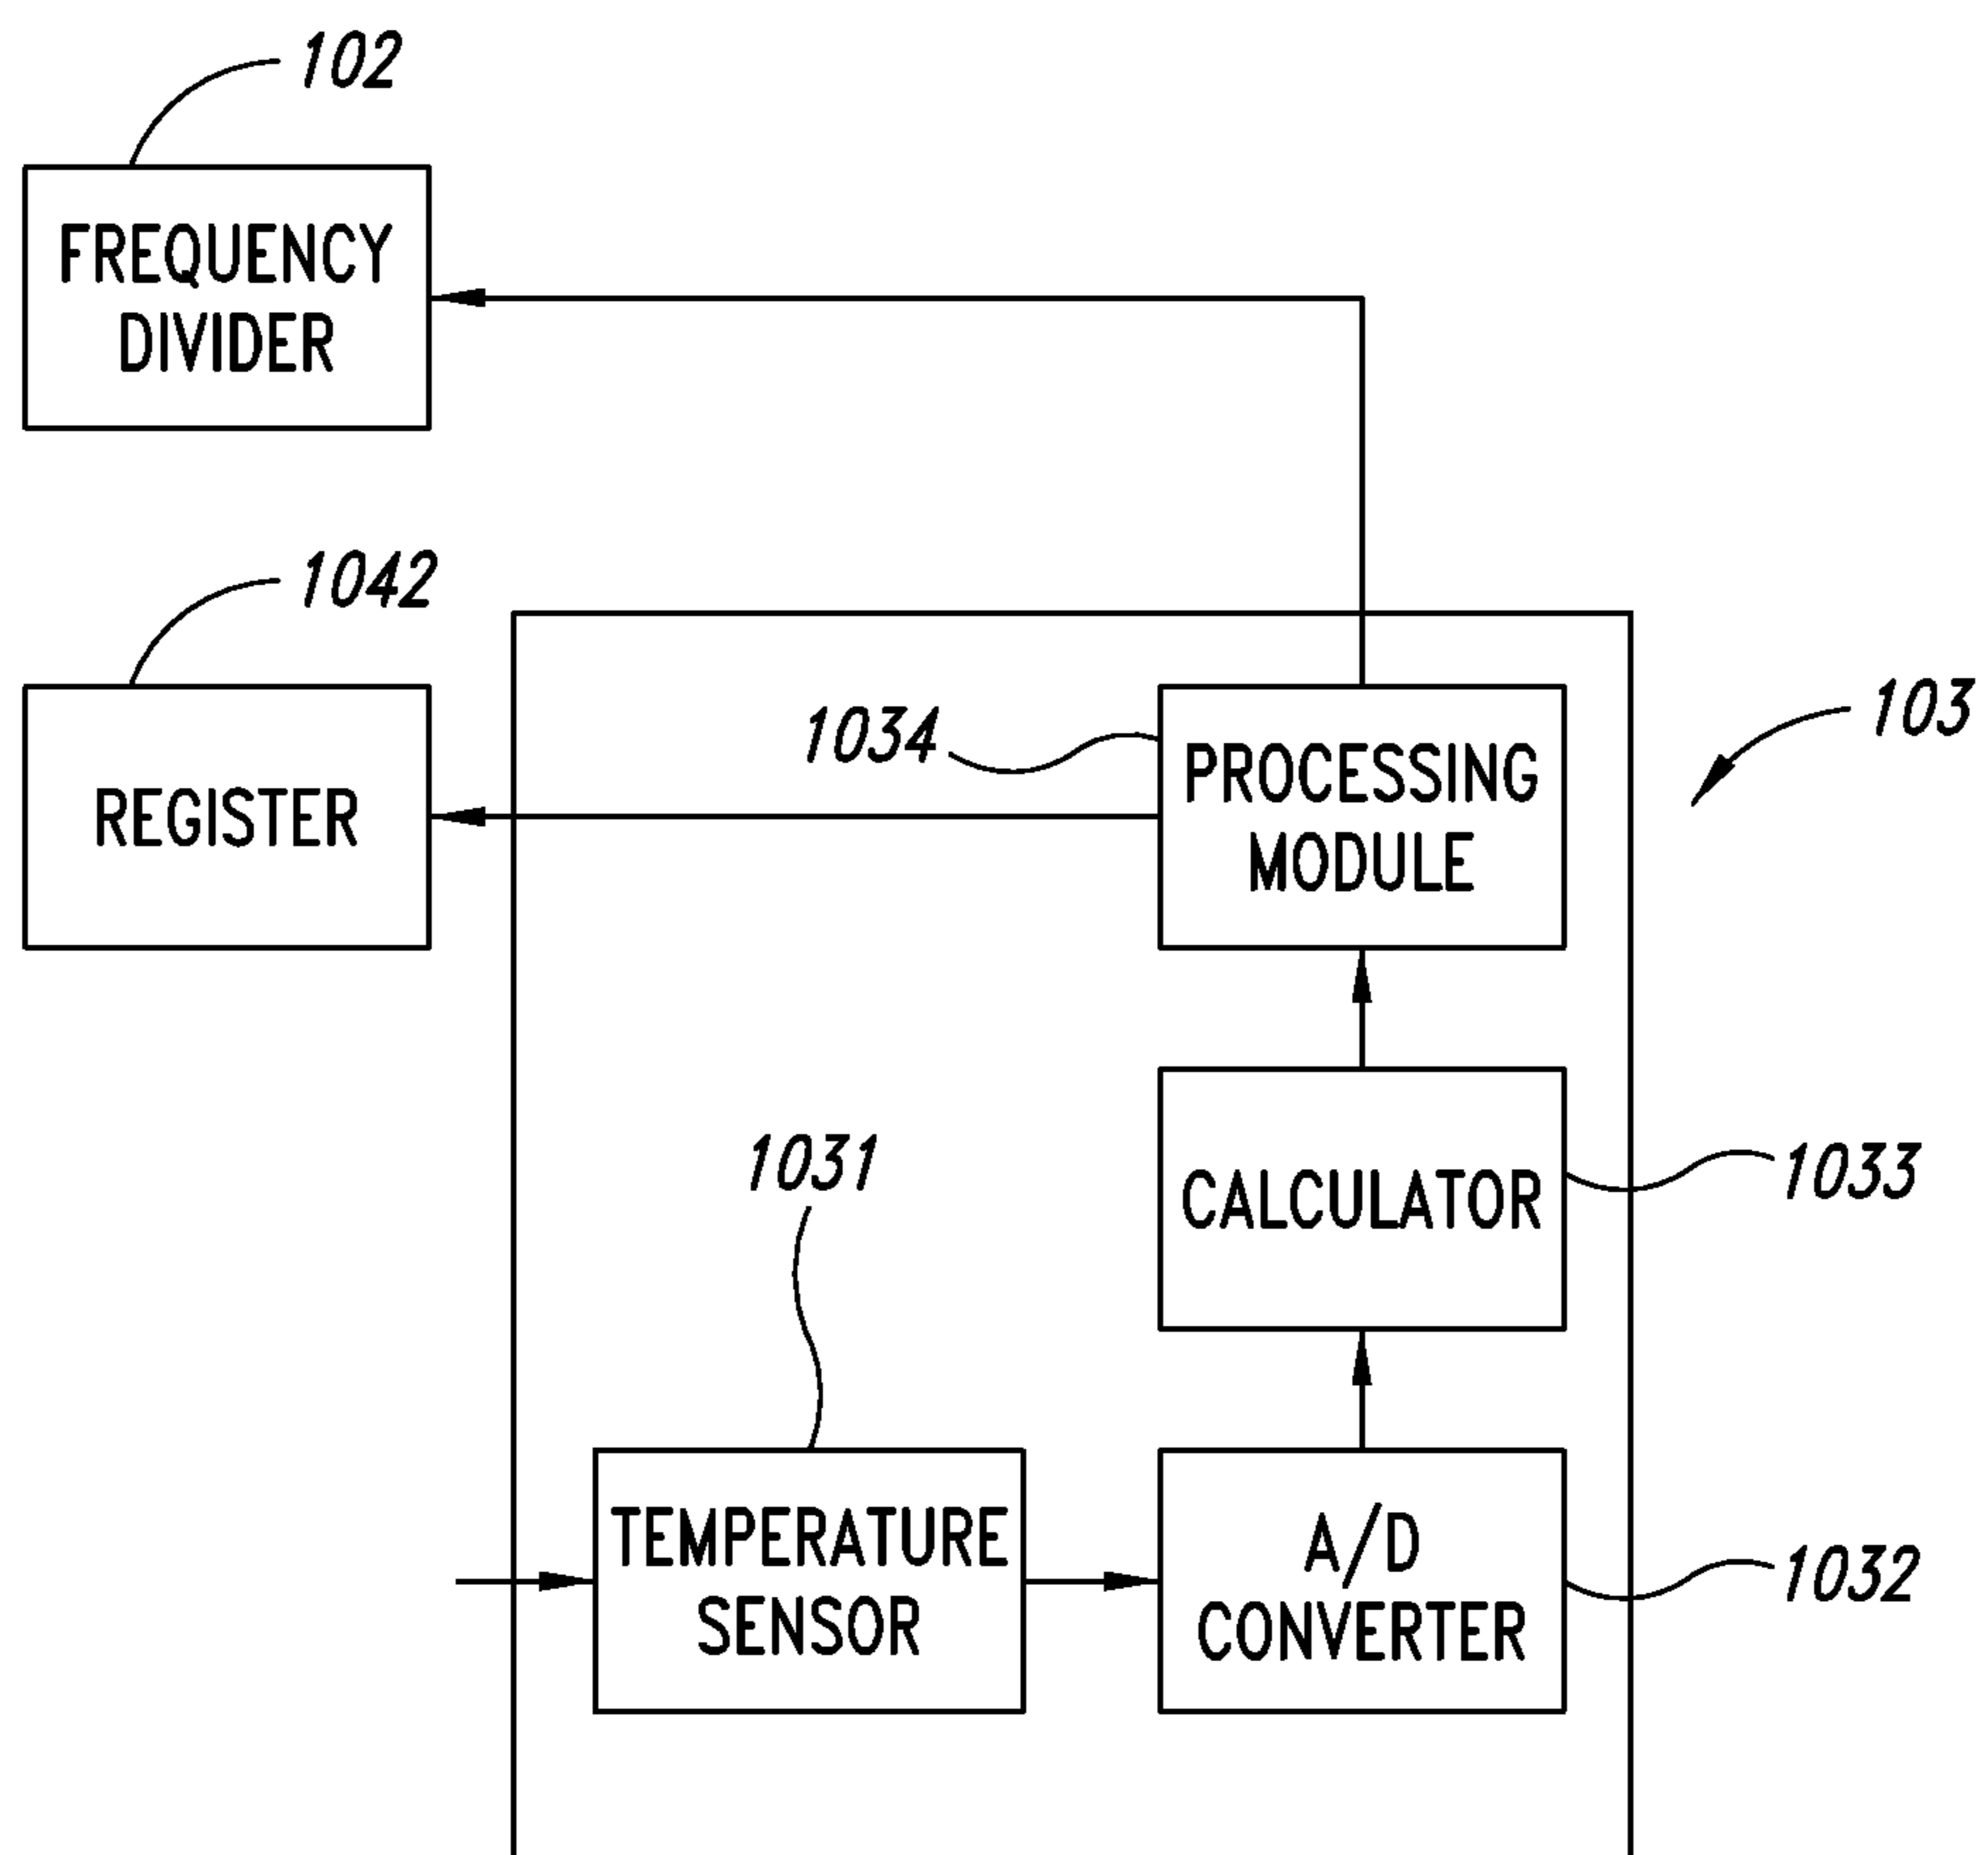 102
FREQUENCY
DIVIDER
1042
REGISTER
1034
PROCESSING
MODULE
103
CALCULATOR
1033
1031
TEMPERATURE
SENSOR
A/D
CONVERTER
1032